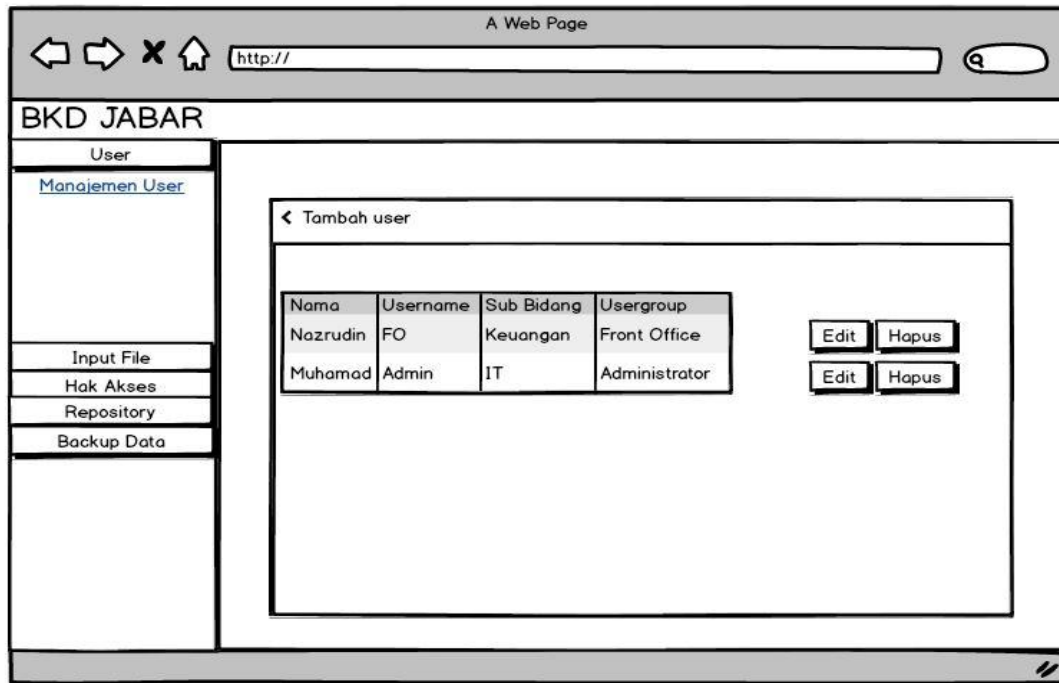 A Web Page
http://
BKD JABAR
User
Manajemen User
Input File
Hak Akses
Repository
Backup Data
Tambah user
Nama Username Sub Bidang Usergroup
Nazrudin FO Keuangan Front Office Edit Hapus
Muhamad Admin IT Administrator Edit Hapus